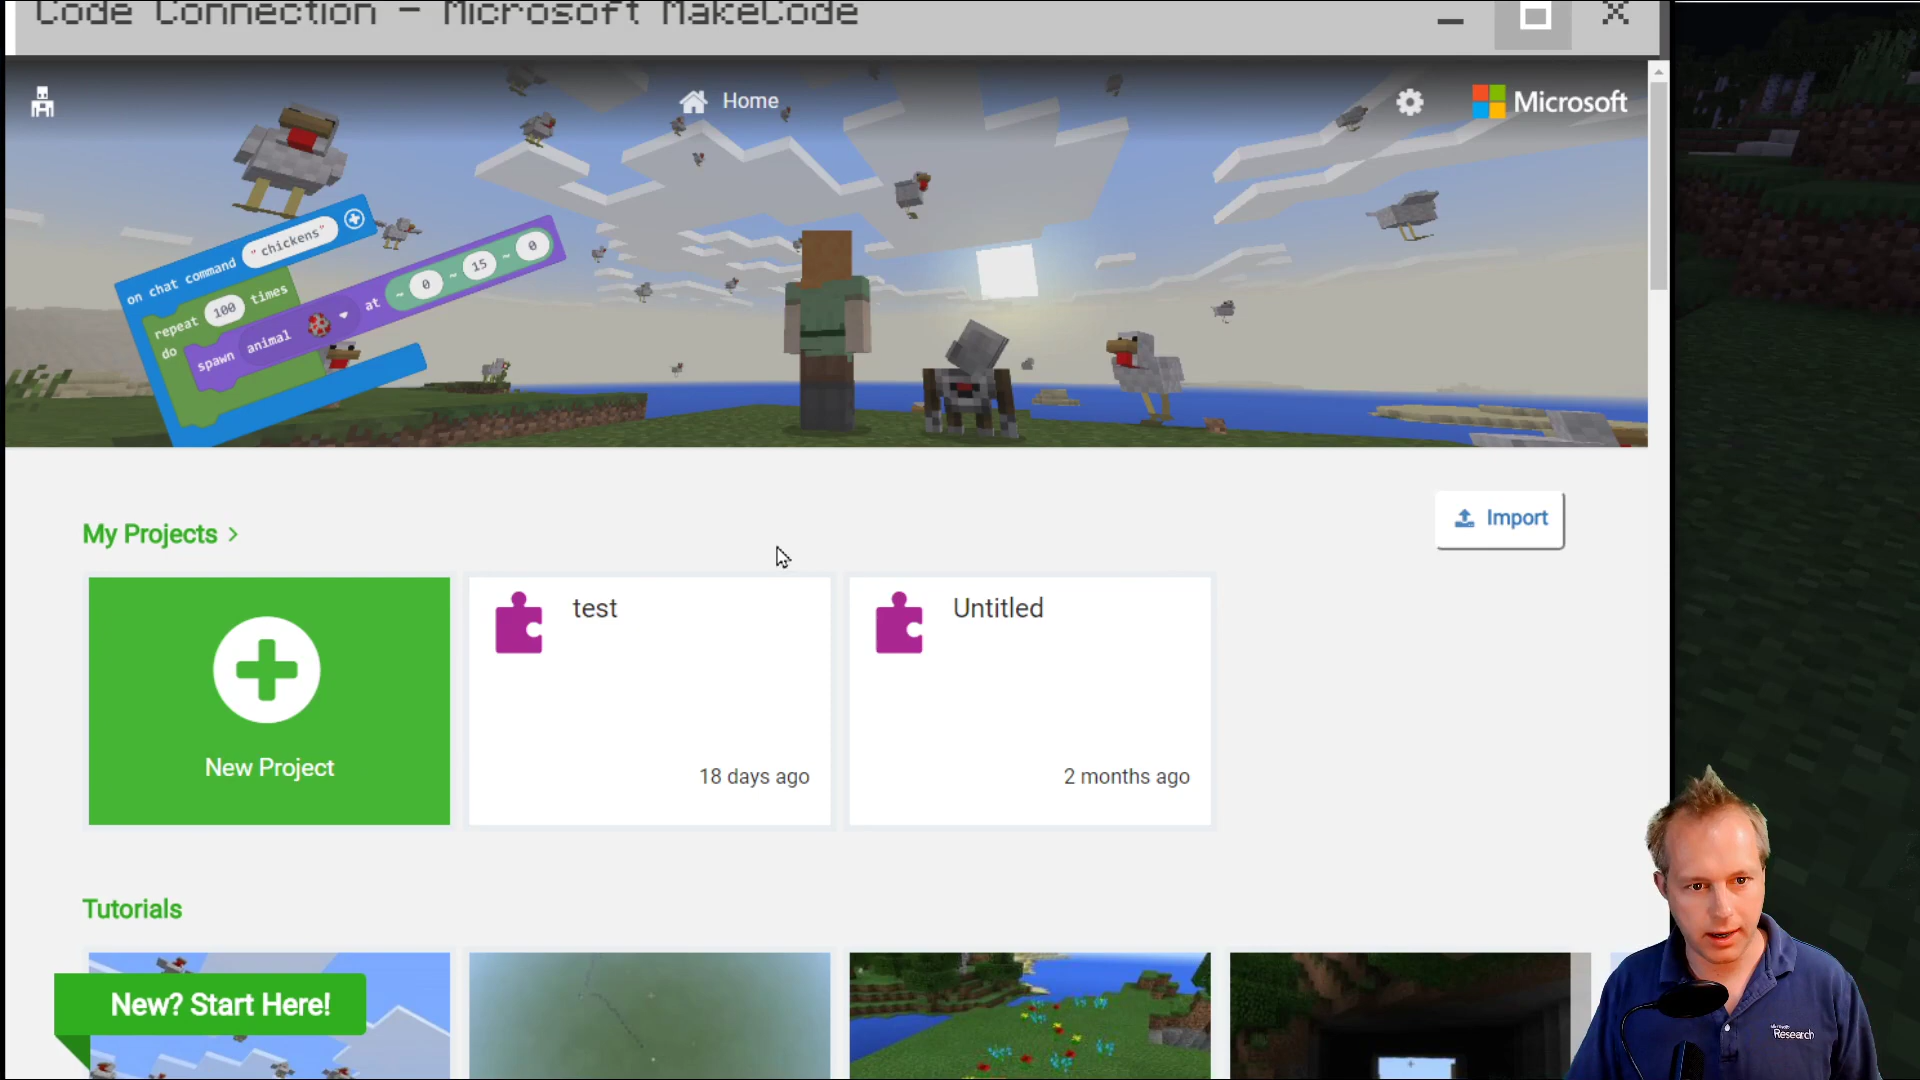 Code Connection - Microsoft MakeCode
Home
Microsoft
on chat command "chickens"
repeat 100 times
do
spawn animal at ~ 0 ~ 15 ~ 0
My Projects >
Import
New Project
test
18 days ago
Untitled
2 months ago
Tutorials
New? Start Here!
Microsoft
Research